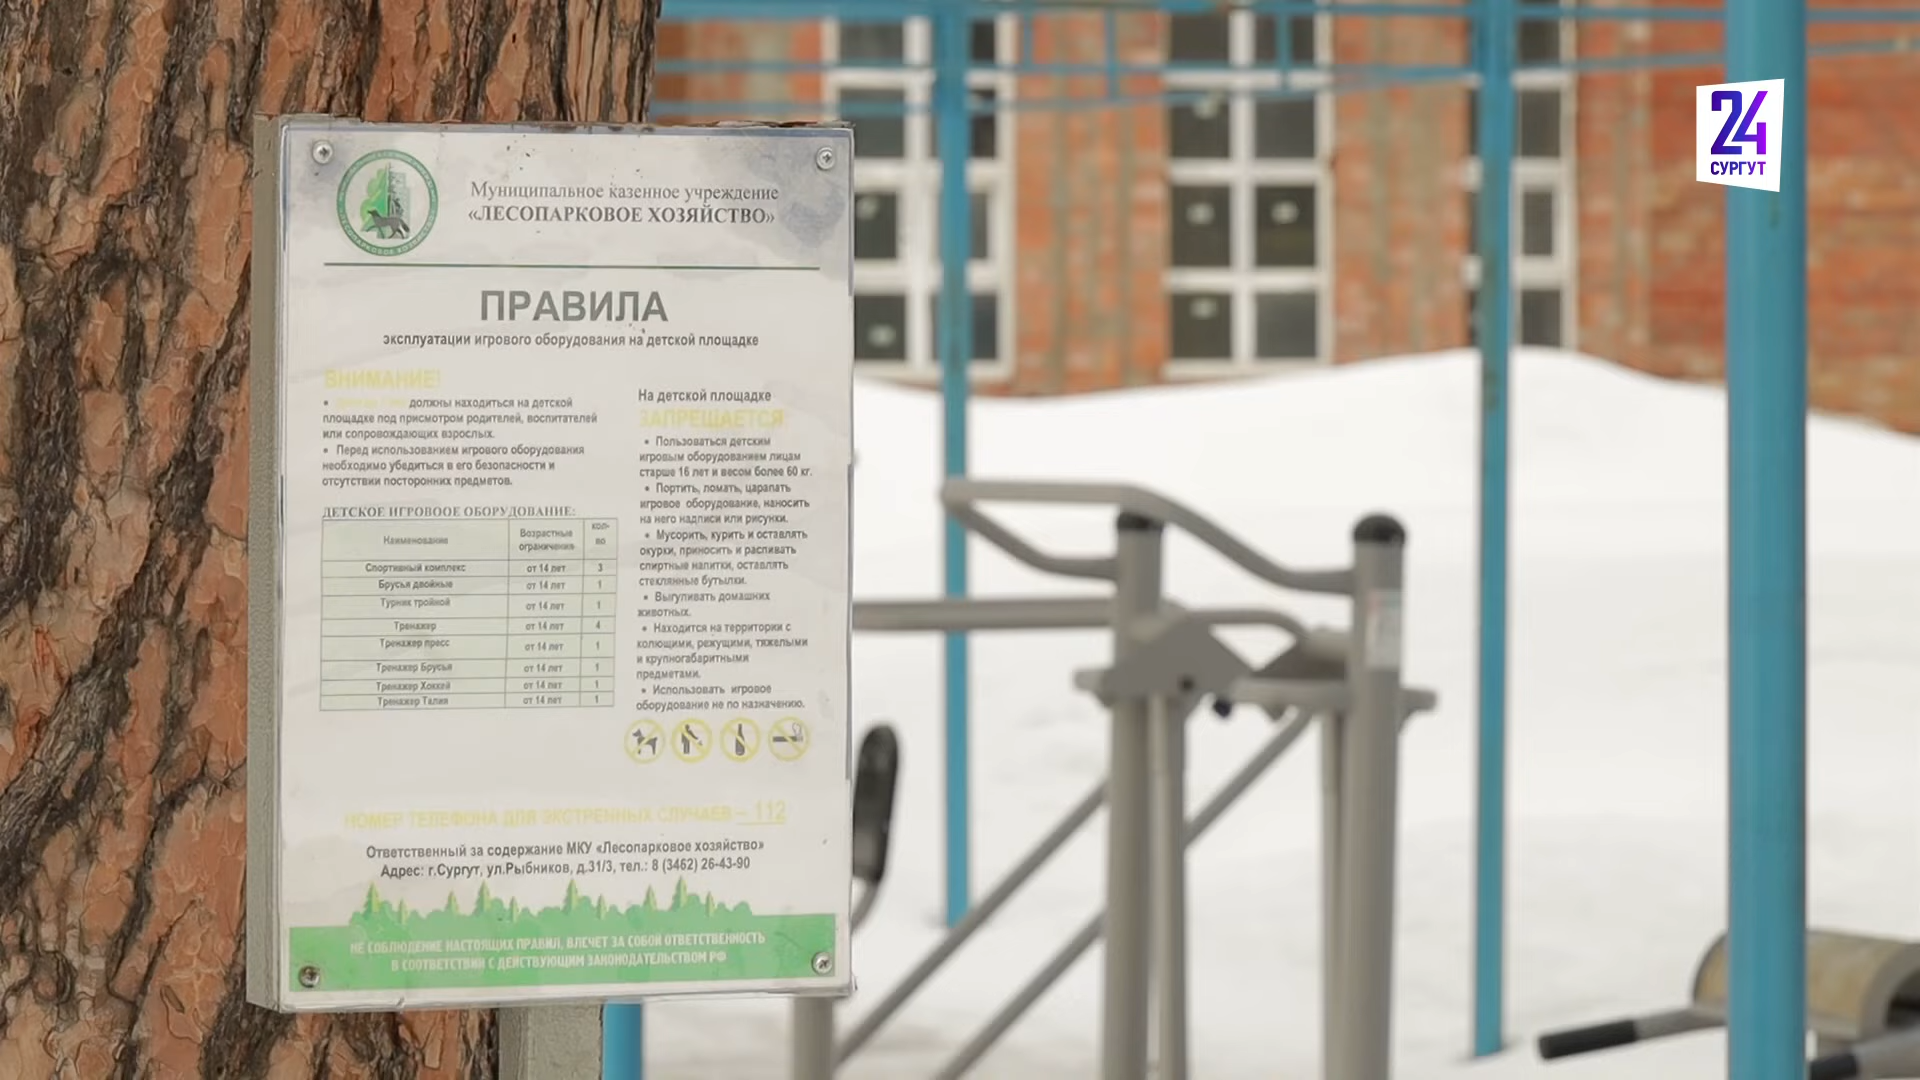 24
СУРГУТ
Муниципальное казенное учреждение
«ЛЕСОПАРКОВОЕ ХОЗЯЙСТВО»
ПРАВИЛА
эксплуатации игрового оборудования на детской площадке
ВНИМАНИЕ!
• должны находиться на детской
площадке под присмотром родителей, воспитателей
или сопровождающих взрослых.
• Перед использованием игрового оборудования
необходимо убедиться в его безопасности и
отсутствии посторонних предметов.
ДЕТСКОЕ ИГРОВООЕ ОБОРУДОВАНИЕ:
Наименование Возрастные ограничения кол-во
Спортивный комплекс от 14 лет 3
Брусья двойные от 14 лет 1
Турник тройной от 14 лет 1
Тренажер от 14 лет 4
Тренажер пресс от 14 лет 1
Тренажер Брусья от 14 лет 1
Тренажер Хоккей от 14 лет 1
Тренажер Талия от 14 лет 1
На детской площадке
ЗАПРЕЩАЕТСЯ:
• Пользоваться детским
игровым оборудованием лицам
старше 16 лет и весом более 60 кг.
• Портить, ломать, царапать
игровое оборудование, наносить
на него надписи или рисунки.
• Мусорить, курить и оставлять
окурки, приносить и распивать
спиртные напитки, оставлять
стеклянные бутылки.
• Выгуливать домашних
животных.
• Находится на территории с
колющими, режущими, тяжелыми
и крупногабаритными
предметами.
• Использовать игровое
оборудование не по назначению.
НОМЕР ТЕЛЕФОНА ДЛЯ ЭКСТРЕННЫХ СЛУЧАЕВ – 112
Ответственный за содержание МКУ «Лесопарковое хозяйство»
Адрес: г.Сургут, ул.Рыбников, д.31/3, тел.: 8 (3462) 26-43-90
НЕ СОБЛЮДЕНИЕ НАСТОЯЩИХ ПРАВИЛ, ВЛЕЧЕТ ЗА СОБОЙ ОТВЕТСТВЕННОСТЬ
В СООТВЕТСТВИИ С ДЕЙСТВУЮЩИМ ЗАКОНОДАТЕЛЬСТВОМ РФ